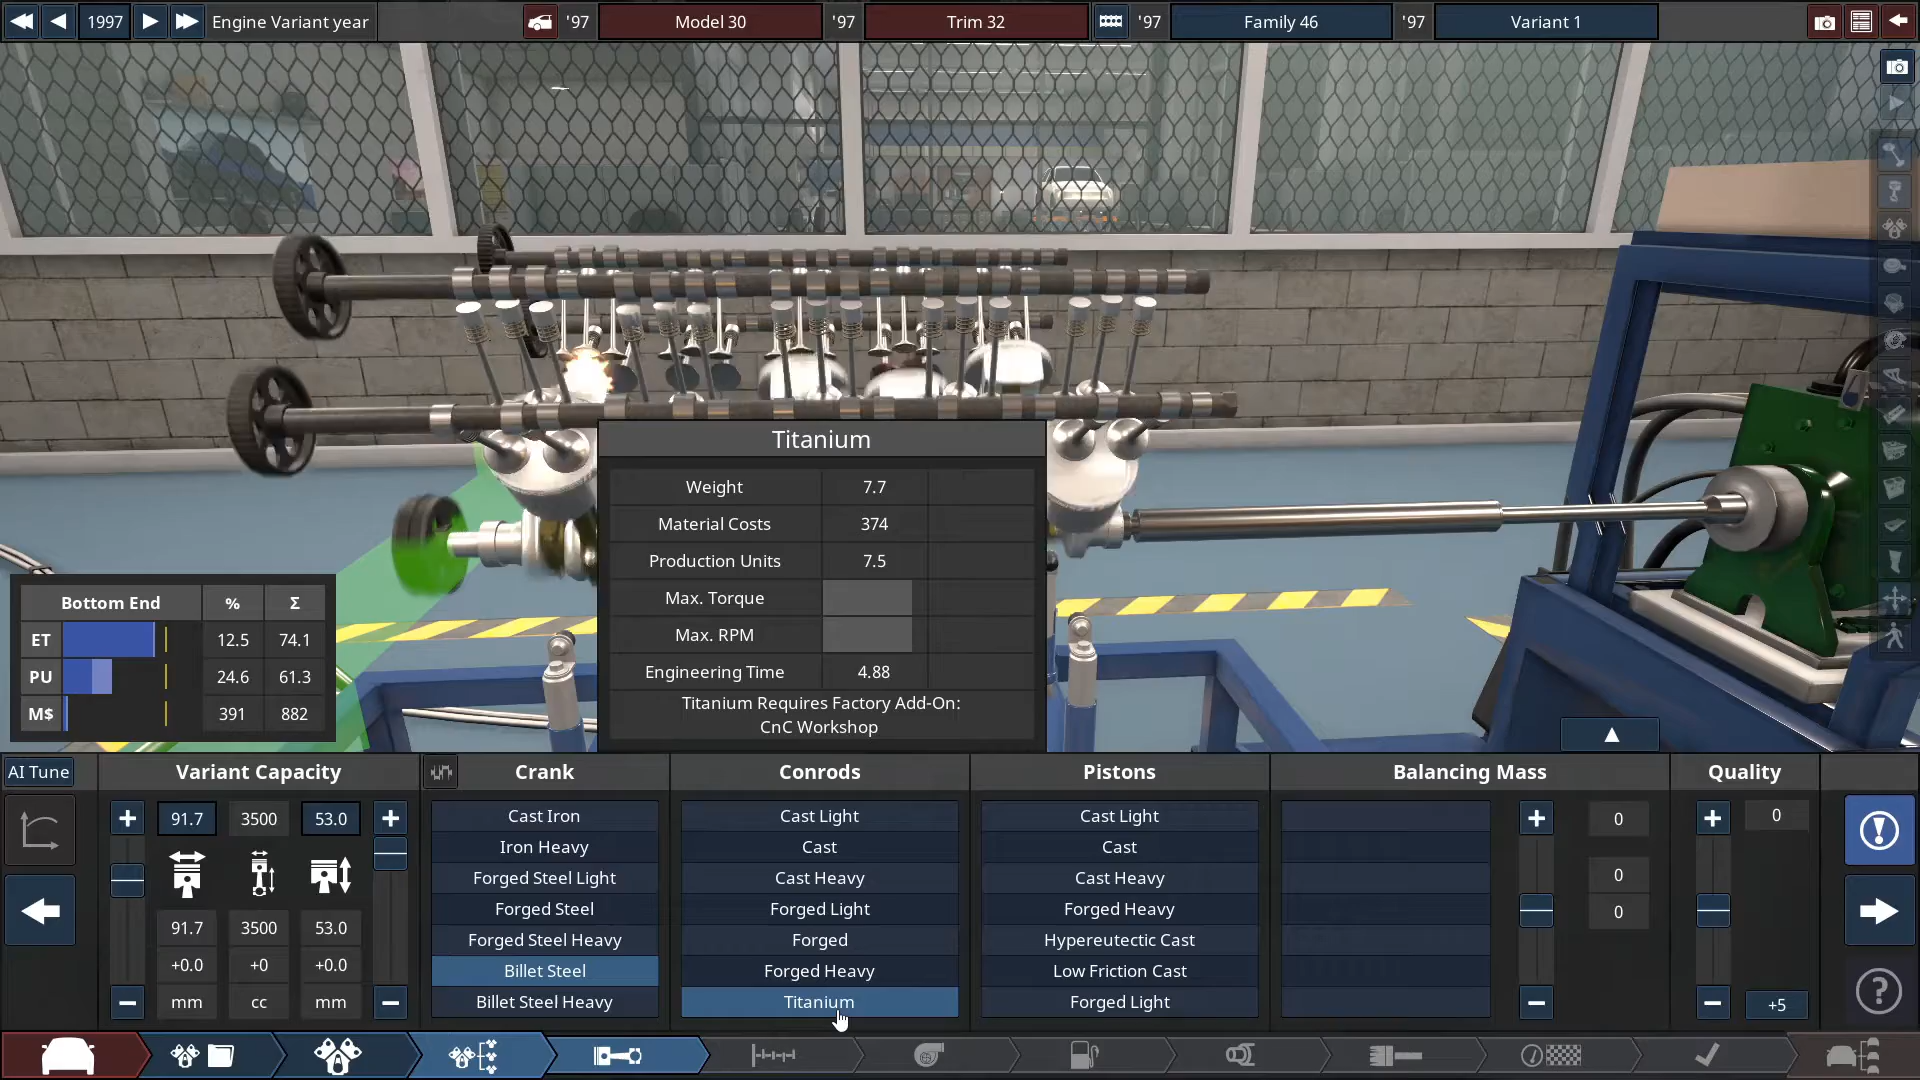 1997
Engine Variant year
'97
Model 30
'97
Trim 32
'97
Family 46
'97
Variant 1
Titanium
Weight 7.7
Material Costs 374
Production Units 7.5
Max. Torque
Max. RPM
Engineering Time 4.88
Titanium Requires Factory Add-On:
CnC Workshop
Bottom End % Σ
ET 12.5 74.1
PU 24.6 61.3
M$ 391 882
AI Tune
Variant Capacity
91.7 3500 53.0
91.7 3500 53.0
+0.0 +0 +0.0
mm cc mm
Crank
Cast Iron
Iron Heavy
Forged Steel Light
Forged Steel
Forged Steel Heavy
Billet Steel
Billet Steel Heavy
Conrods
Cast Light
Cast
Cast Heavy
Forged Light
Forged
Forged Heavy
Titanium
Pistons
Cast Light
Cast
Cast Heavy
Forged Heavy
Hypereutectic Cast
Low Friction Cast
Forged Light
Balancing Mass
0
0
0
Quality
0
+5